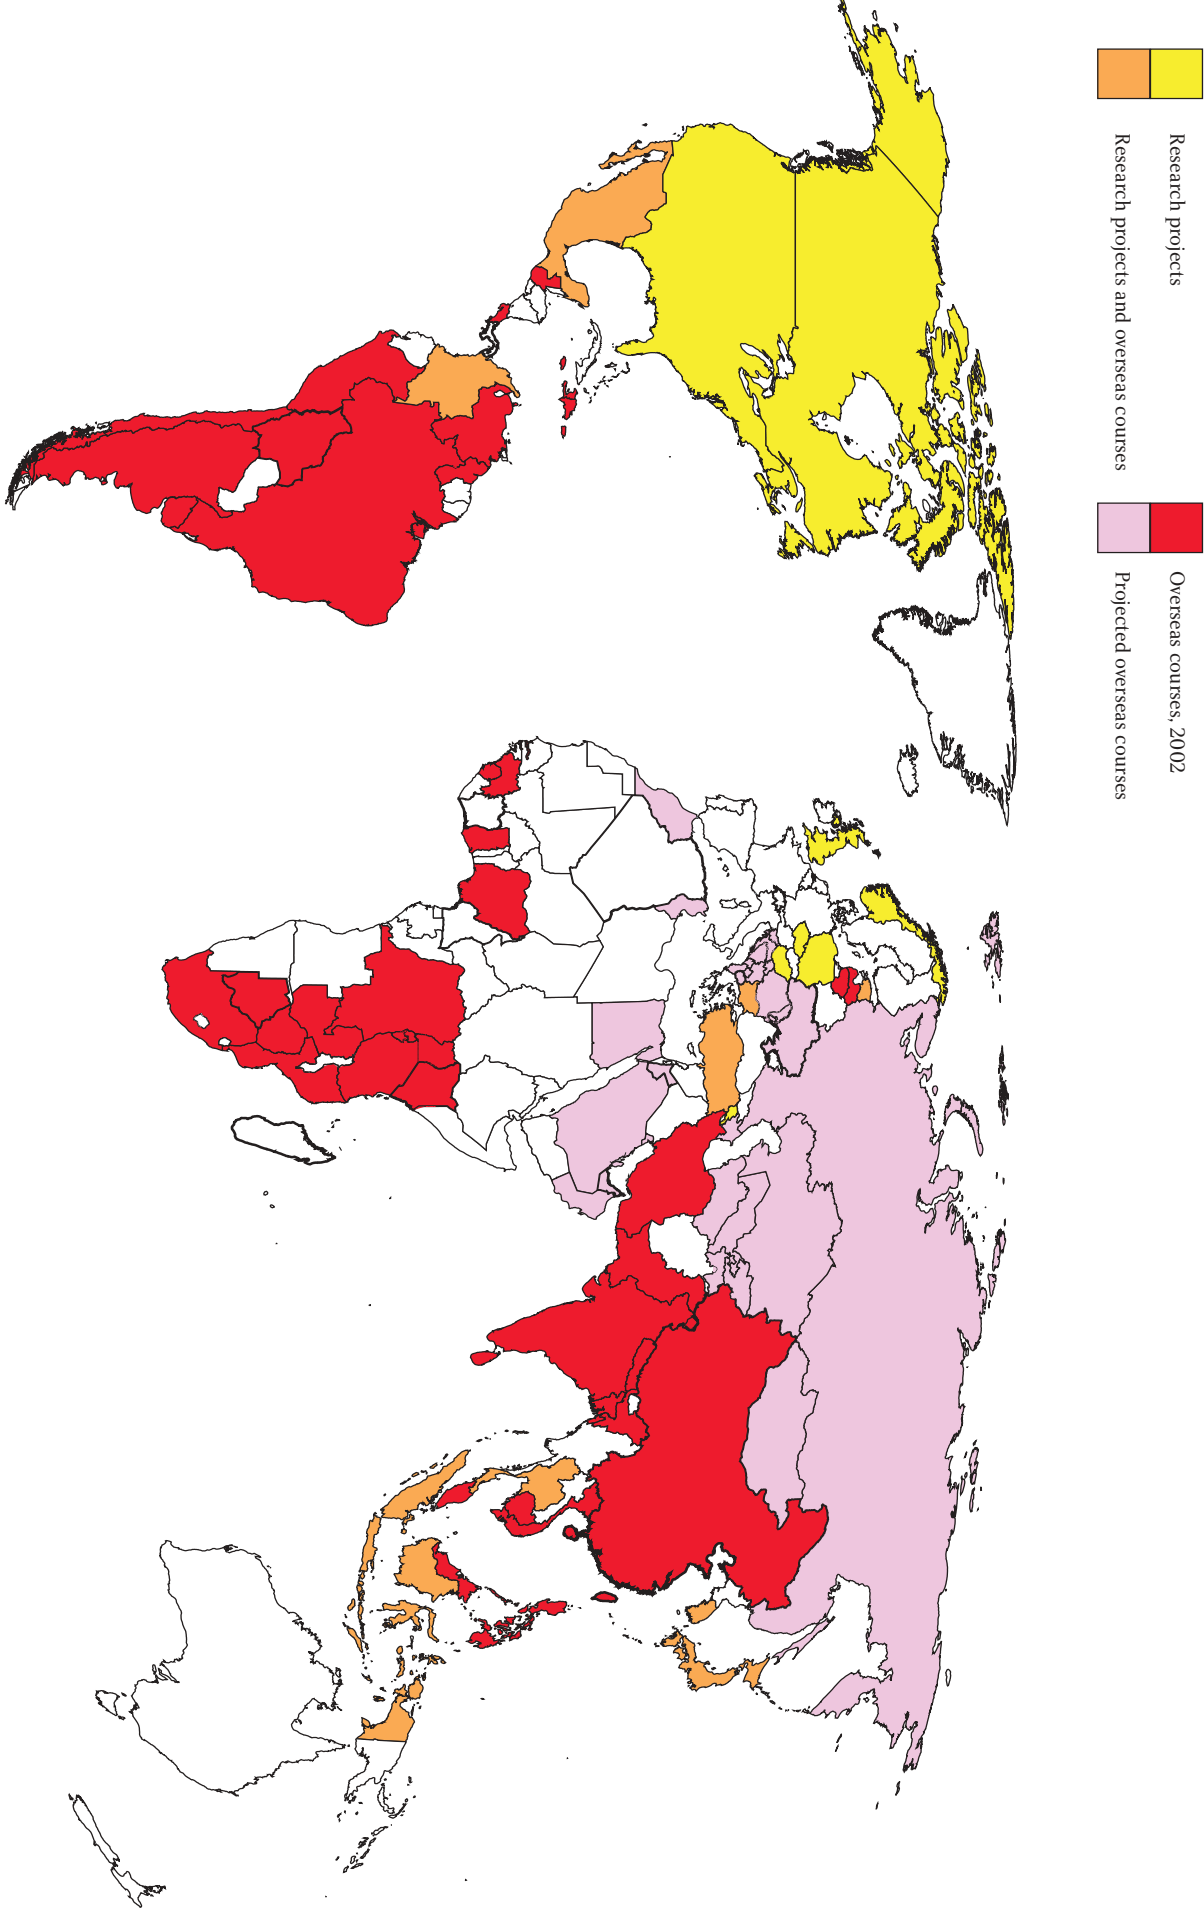 Research projects
Research projects and overseas courses
Overseas courses, 2002
Projected overseas courses